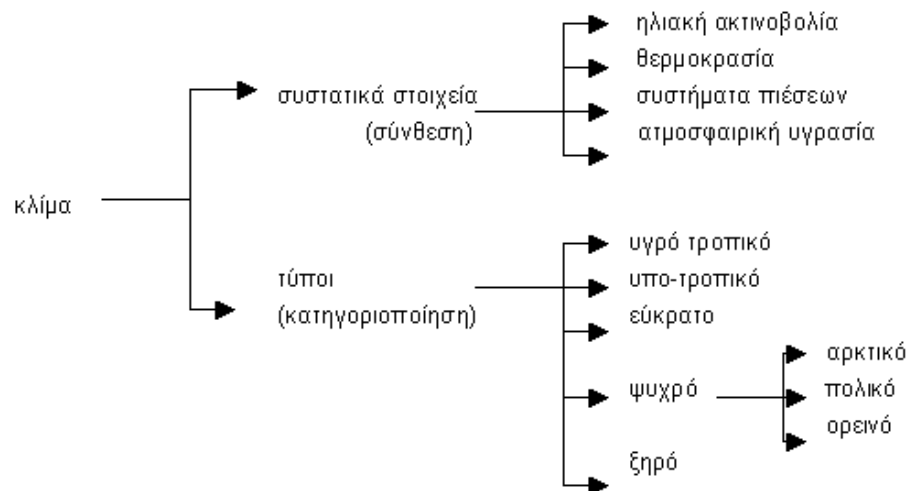 κλίμα
συστατικά στοιχεία
(σύνθεση)
ηλιακή ακτινοβολία
θερμοκρασία
συστήματα πιέσεων
ατμοσφαιρική υγρασία
τύποι
(κατηγοριοποίηση)
υγρό τροπικό
υπο-τροπικό
εύκρατο
ψυχρό
αρκτικό
πολικό
ορεινό
ξηρό